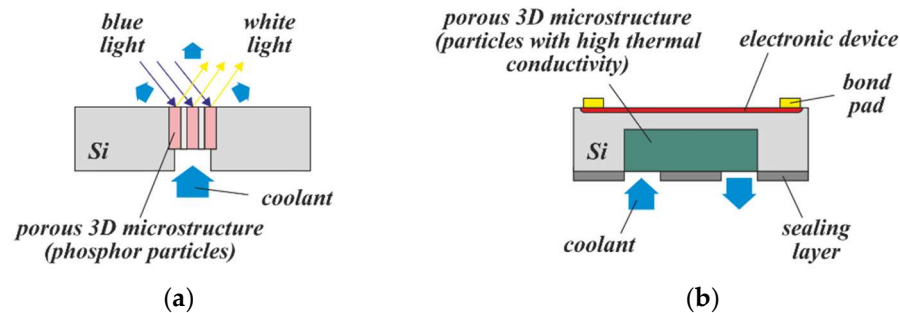 blue
light
white
light
Si
coolant
porous 3D microstructure
(phosphor particles)
(a)
porous 3D microstructure
(particles with high thermal
conductivity)
electronic device
bond
pad
Si
coolant
sealing
layer
(b)